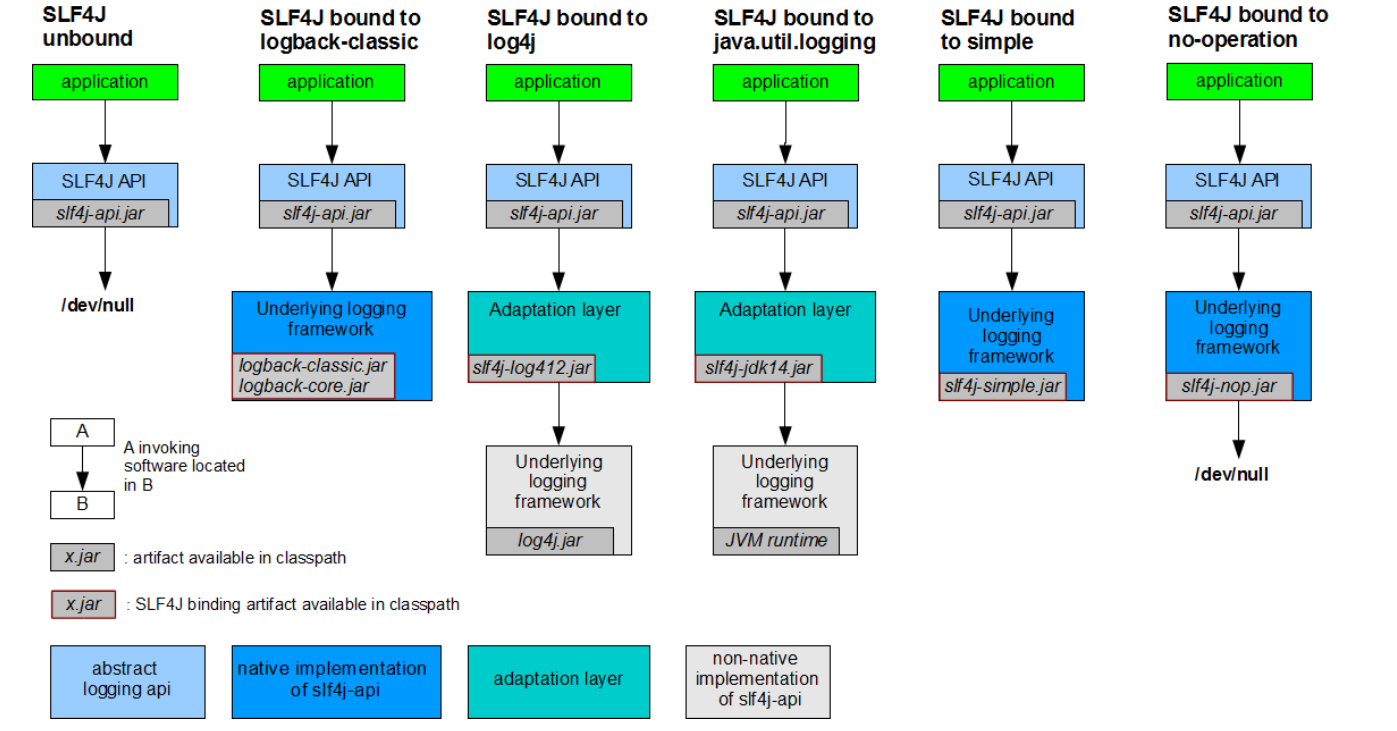 SLF4J
unbound
SLF4J bound to
logback-classic
SLF4J bound to
log4j
SLF4J bound to
java.util.logging
SLF4J bound
to simple
SLF4J bound to
no-operation
application
application
application
application
application
application
SLF4J API
slf4j-api.jar
SLF4J API
slf4j-api.jar
SLF4J API
slf4j-api.jar
SLF4J API
slf4j-api.jar
SLF4J API
slf4j-api.jar
SLF4J API
slf4j-api.jar
/dev/null
Underlying logging
framework
logback-classic.jar
logback-core.jar
Adaptation layer
slf4j-log412.jar
Adaptation layer
slf4j-jdk14.jar
Underlying
logging
framework
slf4j-simple.jar
Underlying
logging
framework
slf4j-nop.jar
Underlying
logging
framework
log4j.jar
Underlying
logging
framework
JVM runtime
/dev/null
A
B
A invoking
software located
in B
x.jar : artifact available in classpath
x.jar : SLF4J binding artifact available in classpath
abstract
logging api
native implementation
of slf4j-api
adaptation layer
non-native
implementation
of slf4j-api